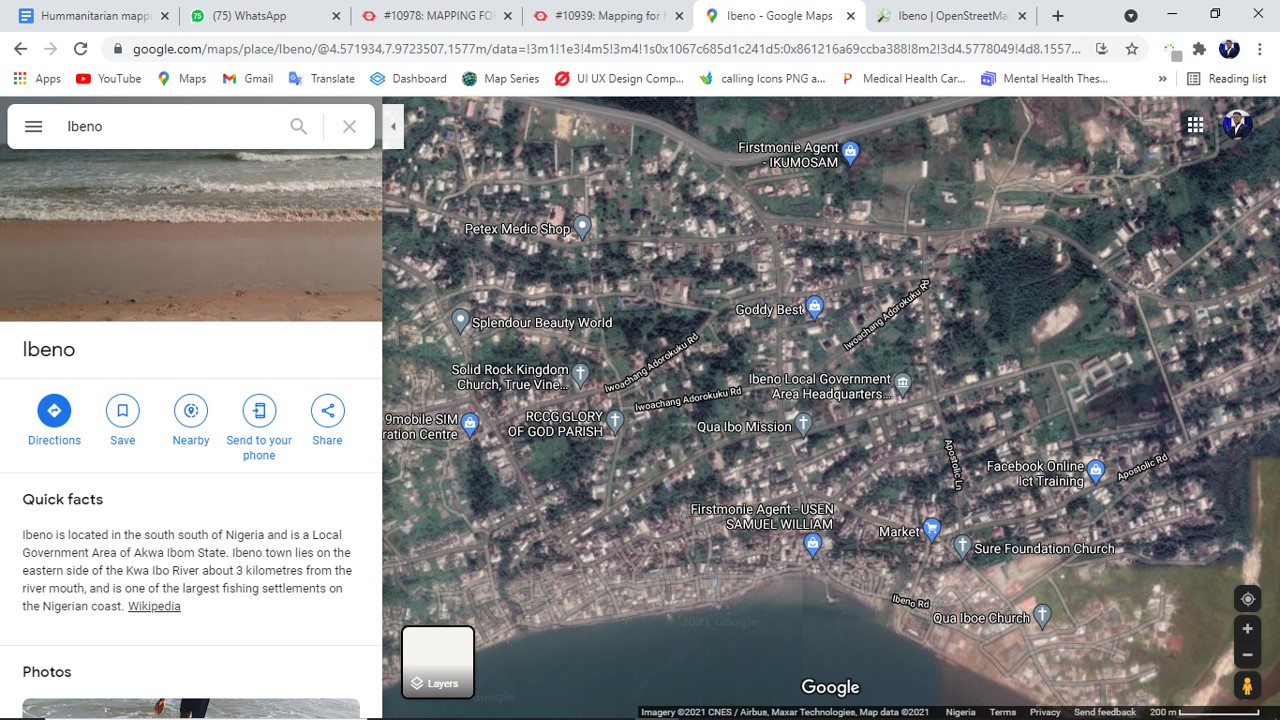 Humanitarian mapp
(75) WhatsApp
#10978: MAPPING FO
#10939: Mapping for
Ibeno - Google Maps
Ibeno | OpenStreetMa
google.com/maps/place/Ibeno/@4.571934,7.9723507,1577m/data=!3m1!1e3!4m5!3m4!1s0x1067c685d1c241d5:0x861216a69ccba388!8m2!3d4.5778049!4d8.1557...
Apps
YouTube
Maps
Gmail
Translate
Dashboard
Map Series
UI UX Design Comp...
calling Icons PNG a...
Medical Health Car...
Mental Health Thes...
»
Reading list
Ibeno
Ibeno
Directions
Save
Nearby
Send to your
phone
Share
Quick facts
Ibeno is located in the south south of Nigeria and is a Local
Government Area of Akwa Ibom State. Ibeno town lies on the
eastern side of the Kwa Ibo River about 3 kilometres from the
river mouth, and is one of the largest fishing settlements on
the Nigerian coast. Wikipedia
Photos
Firstmonie Agent
- IKUMOSAM
Petex Medic Shop
Goddy Best
Iwoachang Adorokuku Rd
Splendour Beauty World
Iwoachang Adorokuku Rd
Solid Rock Kingdom
Church, True Vine...
Ibeno Local Government
Area Headquarters...
Iwoachang Adorokuku Rd
9mobile SIM
ration Centre
RCCG,GLORY
OF GOD PARISH
Qua Ibo Mission
Apostolic Ln
Facebook Online
Ict Training
Apostolic Rd
Firstmonie Agent - USEN
SAMUEL WILLIAM
Market
Sure Foundation Church
Ibeno Rd
Qua Iboe Church
2021 Google
Google
Layers
Google
Imagery ©2021 CNES / Airbus, Maxar Technologies, Map data ©2021
Nigeria
Terms
Privacy
Send feedback
200 m